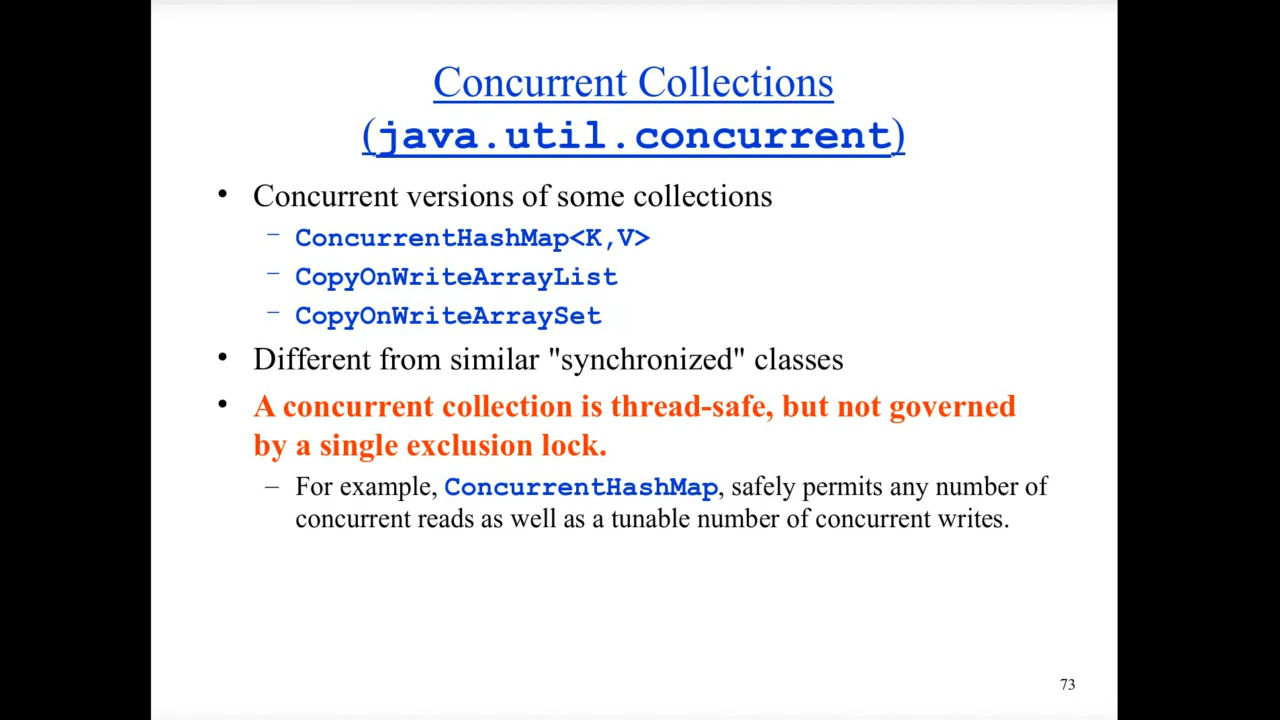 Concurrent Collections
(java.util.concurrent)
• Concurrent versions of some collections
– ConcurrentHashMap<K,V>
– CopyOnWriteArrayList
– CopyOnWriteArraySet
• Different from similar "synchronized" classes
• A concurrent collection is thread-safe, but not governed
by a single exclusion lock.
– For example, ConcurrentHashMap, safely permits any number of
concurrent reads as well as a tunable number of concurrent writes.
73